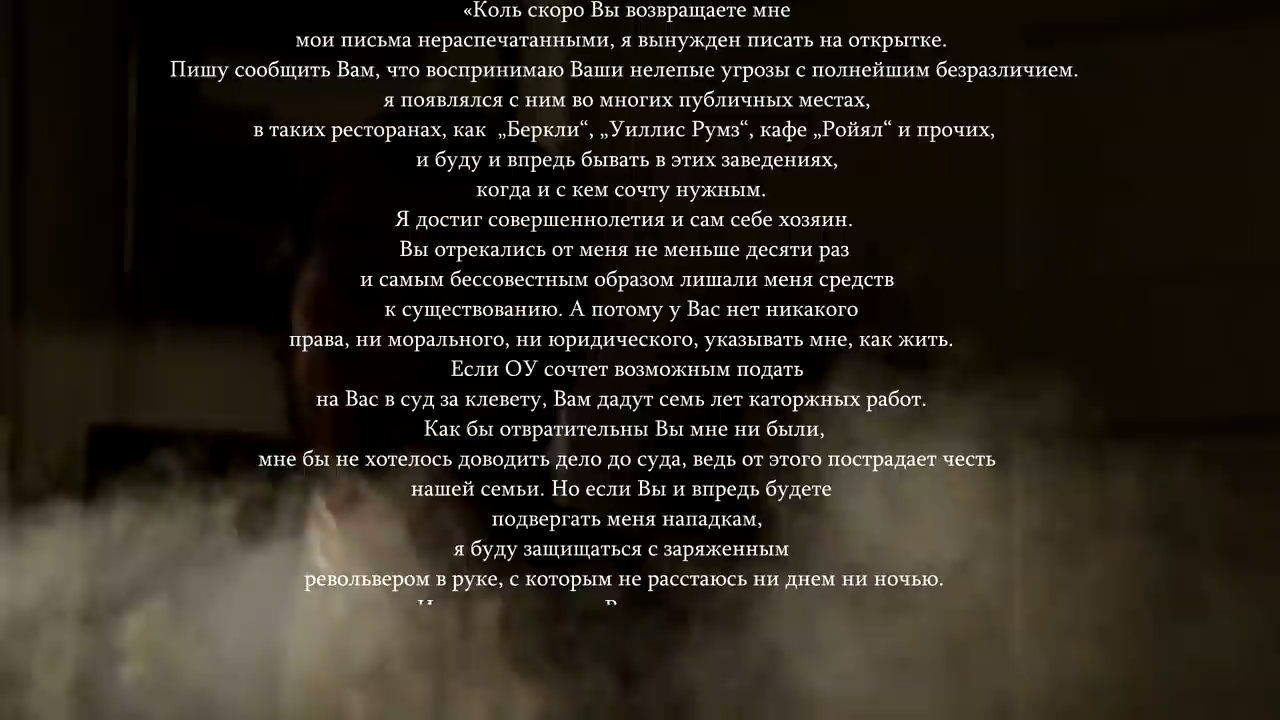 «Коль скоро Вы возвращаете мне
мои письма нераспечатанными, я вынужден писать на открытке.
Пишу сообщить Вам, что воспринимаю Ваши нелепые угрозы с полнейшим безразличием.
я появлялся с ним во многих публичных местах,
в таких ресторанах, как „Беркли“, „Уиллис Румз“, кафе „Ройял“ и прочих,
и буду и впредь бывать в этих заведениях,
когда и с кем сочту нужным.
Я достиг совершеннолетия и сам себе хозяин.
Вы отрекались от меня не меньше десяти раз
и самым бессовестным образом лишали меня средств
к существованию. А потому у Вас нет никакого
права, ни морального, ни юридического, указывать мне, как жить.
Если ОУ сочтет возможным подать
на Вас в суд за клевету, Вам дадут семь лет каторжных работ.
Как бы отвратительны Вы мне ни были,
мне бы не хотелось доводить дело до суда, ведь от этого пострадает честь
нашей семьи. Но если Вы и впредь будете
подвергать меня нападкам,
я буду защищаться с заряженным
револьвером в руке, с которым не расстаюсь ни днем ни ночью.